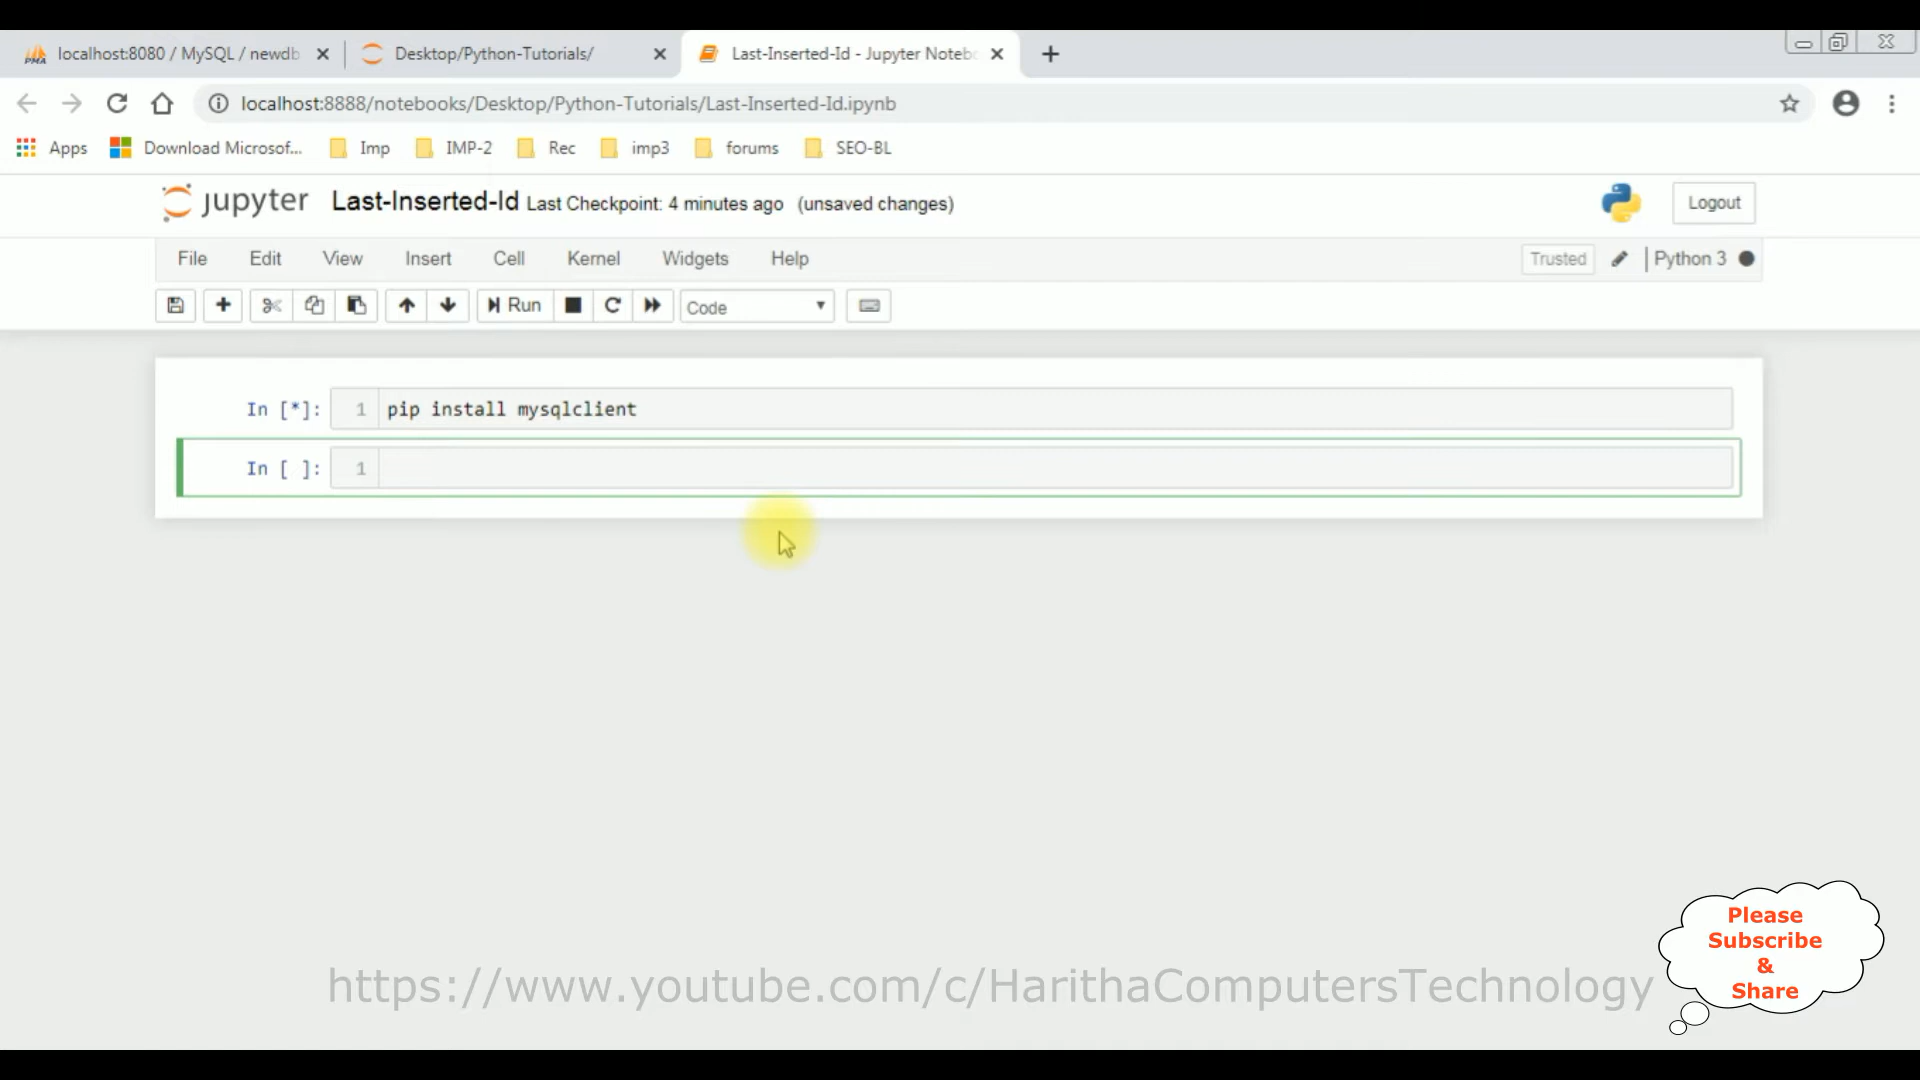 localhost:8080 / MySQL / newdb
Desktop/Python-Tutorials/
Last-Inserted-Id - Jupyter Notebo
localhost:8888/notebooks/Desktop/Python-Tutorials/Last-Inserted-Id.ipynb
Apps
Download Microsof...
Imp
IMP-2
Rec
imp3
forums
SEO-BL
jupyter Last-Inserted-Id Last Checkpoint: 4 minutes ago (unsaved changes)
Logout
File Edit View Insert Cell Kernel Widgets Help
Trusted
Python 3
Run
Code
In [*]: 1 pip install mysqlclient
In [ ]: 1
Please
Subscribe
&
Share
https://www.youtube.com/c/HarithaComputersTechnology